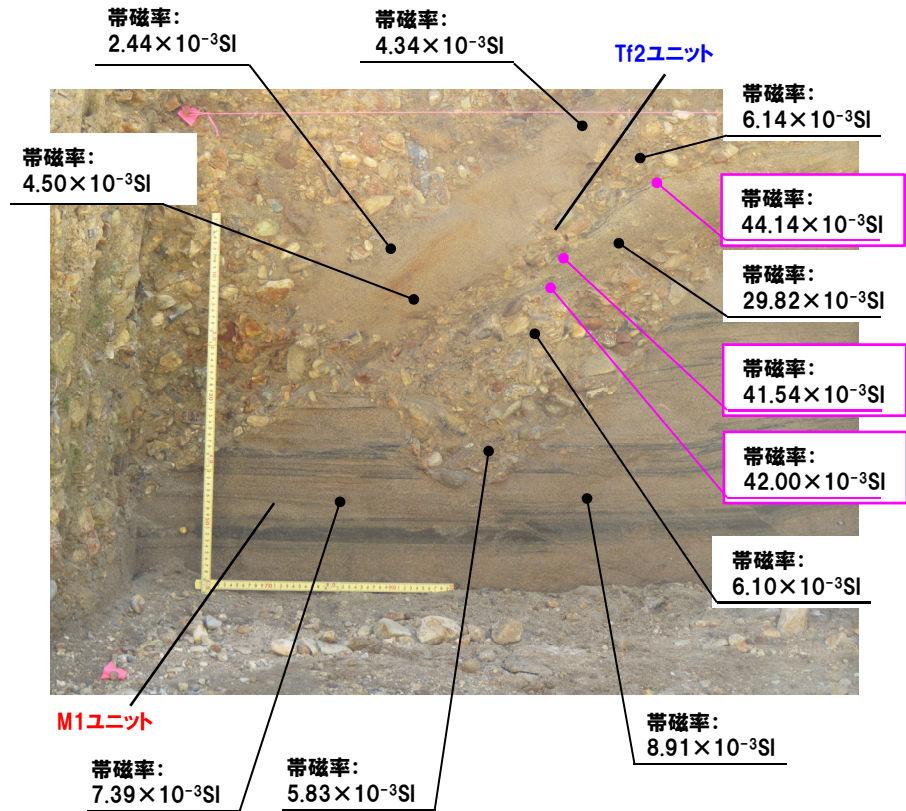 帯磁率:
2.44×10⁻³SI
帯磁率:
4.34×10⁻³SI
Tf2ユニット
帯磁率:
6.14×10⁻³SI
帯磁率:
4.50×10⁻³SI
帯磁率:
44.14×10⁻³SI
帯磁率:
29.82×10⁻³SI
帯磁率:
41.54×10⁻³SI
帯磁率:
42.00×10⁻³SI
帯磁率:
6.10×10⁻³SI
M1ユニット
帯磁率:
7.39×10⁻³SI
帯磁率:
5.83×10⁻³SI
帯磁率:
8.91×10⁻³SI